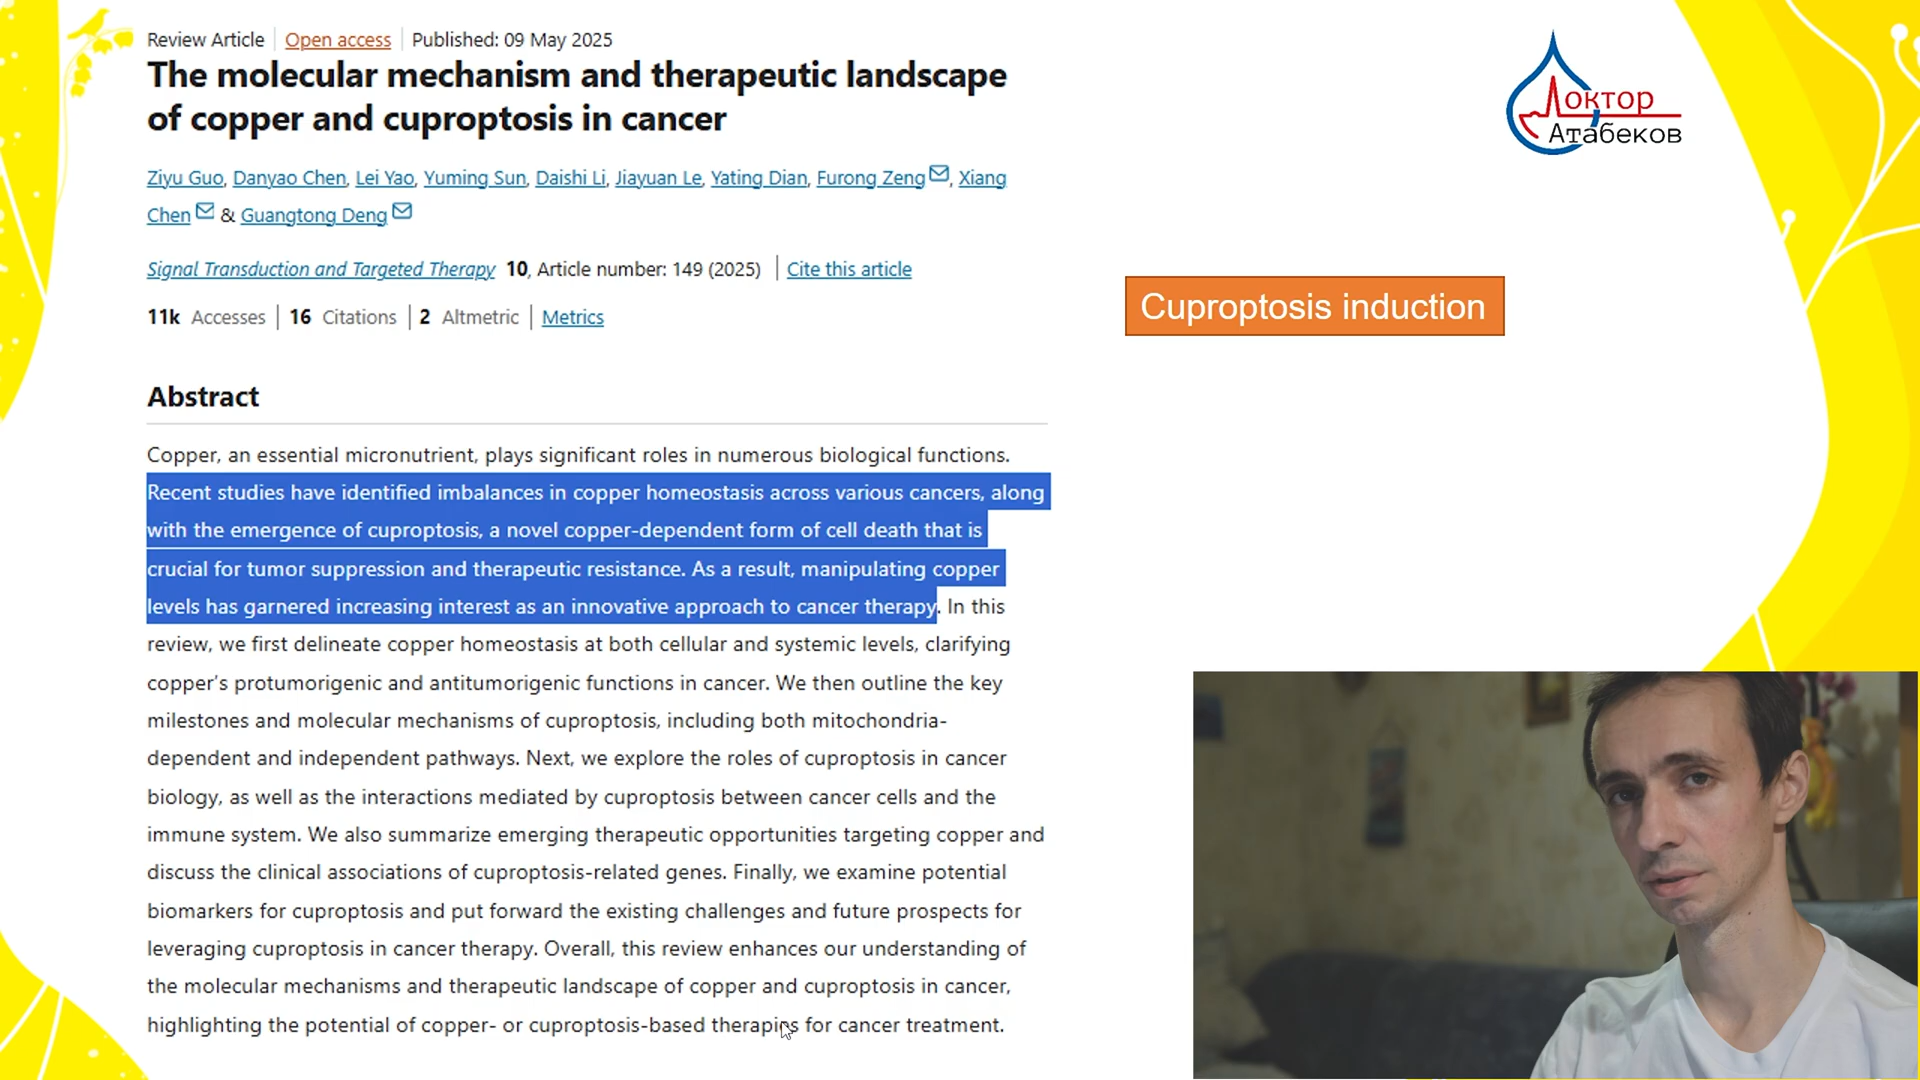 Review Article Open access Published: 09 May 2025
The molecular mechanism and therapeutic landscape
of copper and cuproptosis in cancer
Ziyu Guo, Danyao Chen, Lei Yao, Yuming Sun, Daishi Li, Jiayuan Le, Yating Dian, Furong Zeng, Xiang
Chen & Guangtong Deng
Signal Transduction and Targeted Therapy 10, Article number: 149 (2025) Cite this article
11k Accesses 16 Citations 2 Altmetric Metrics
Abstract
Copper, an essential micronutrient, plays significant roles in numerous biological functions.
Recent studies have identified imbalances in copper homeostasis across various cancers, along
with the emergence of cuproptosis, a novel copper-dependent form of cell death that is
crucial for tumor suppression and therapeutic resistance. As a result, manipulating copper
levels has garnered increasing interest as an innovative approach to cancer therapy. In this
review, we first delineate copper homeostasis at both cellular and systemic levels, clarifying
copper's protumorigenic and antitumorigenic functions in cancer. We then outline the key
milestones and molecular mechanisms of cuproptosis, including both mitochondria-
dependent and independent pathways. Next, we explore the roles of cuproptosis in cancer
biology, as well as the interactions mediated by cuproptosis between cancer cells and the
immune system. We also summarize emerging therapeutic opportunities targeting copper and
discuss the clinical associations of cuproptosis-related genes. Finally, we examine potential
biomarkers for cuproptosis and put forward the existing challenges and future prospects for
leveraging cuproptosis in cancer therapy. Overall, this review enhances our understanding of
the molecular mechanisms and therapeutic landscape of copper and cuproptosis in cancer,
highlighting the potential of copper- or cuproptosis-based therapies for cancer treatment.
Доктор
Атабеков
Cuproptosis induction